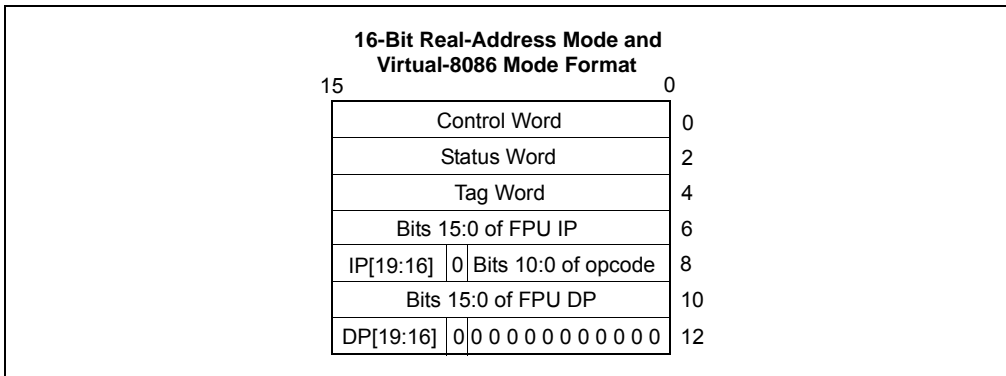 16-Bit Real-Address Mode and
Virtual-8086 Mode Format
15 0
Control Word 0
Status Word 2
Tag Word 4
Bits 15:0 of FPU IP 6
IP[19:16] 0 Bits 10:0 of opcode 8
Bits 15:0 of FPU DP 10
DP[19:16] 0 0 0 0 0 0 0 0 0 0 0 0 12